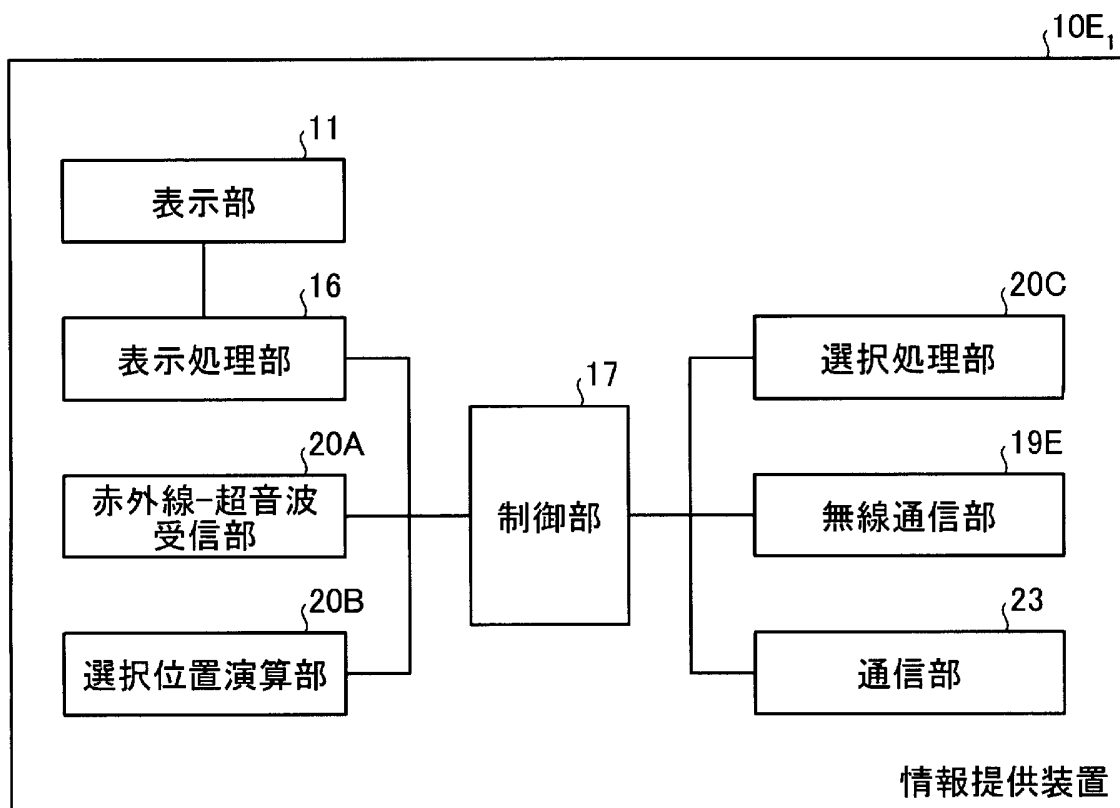 10E₁
11
表示部
16
表示処理部
20C
選択処理部
17
制御部
20A
赤外線-超音波
受信部
19E
無線通信部
20B
選択位置演算部
23
通信部
情報提供装置